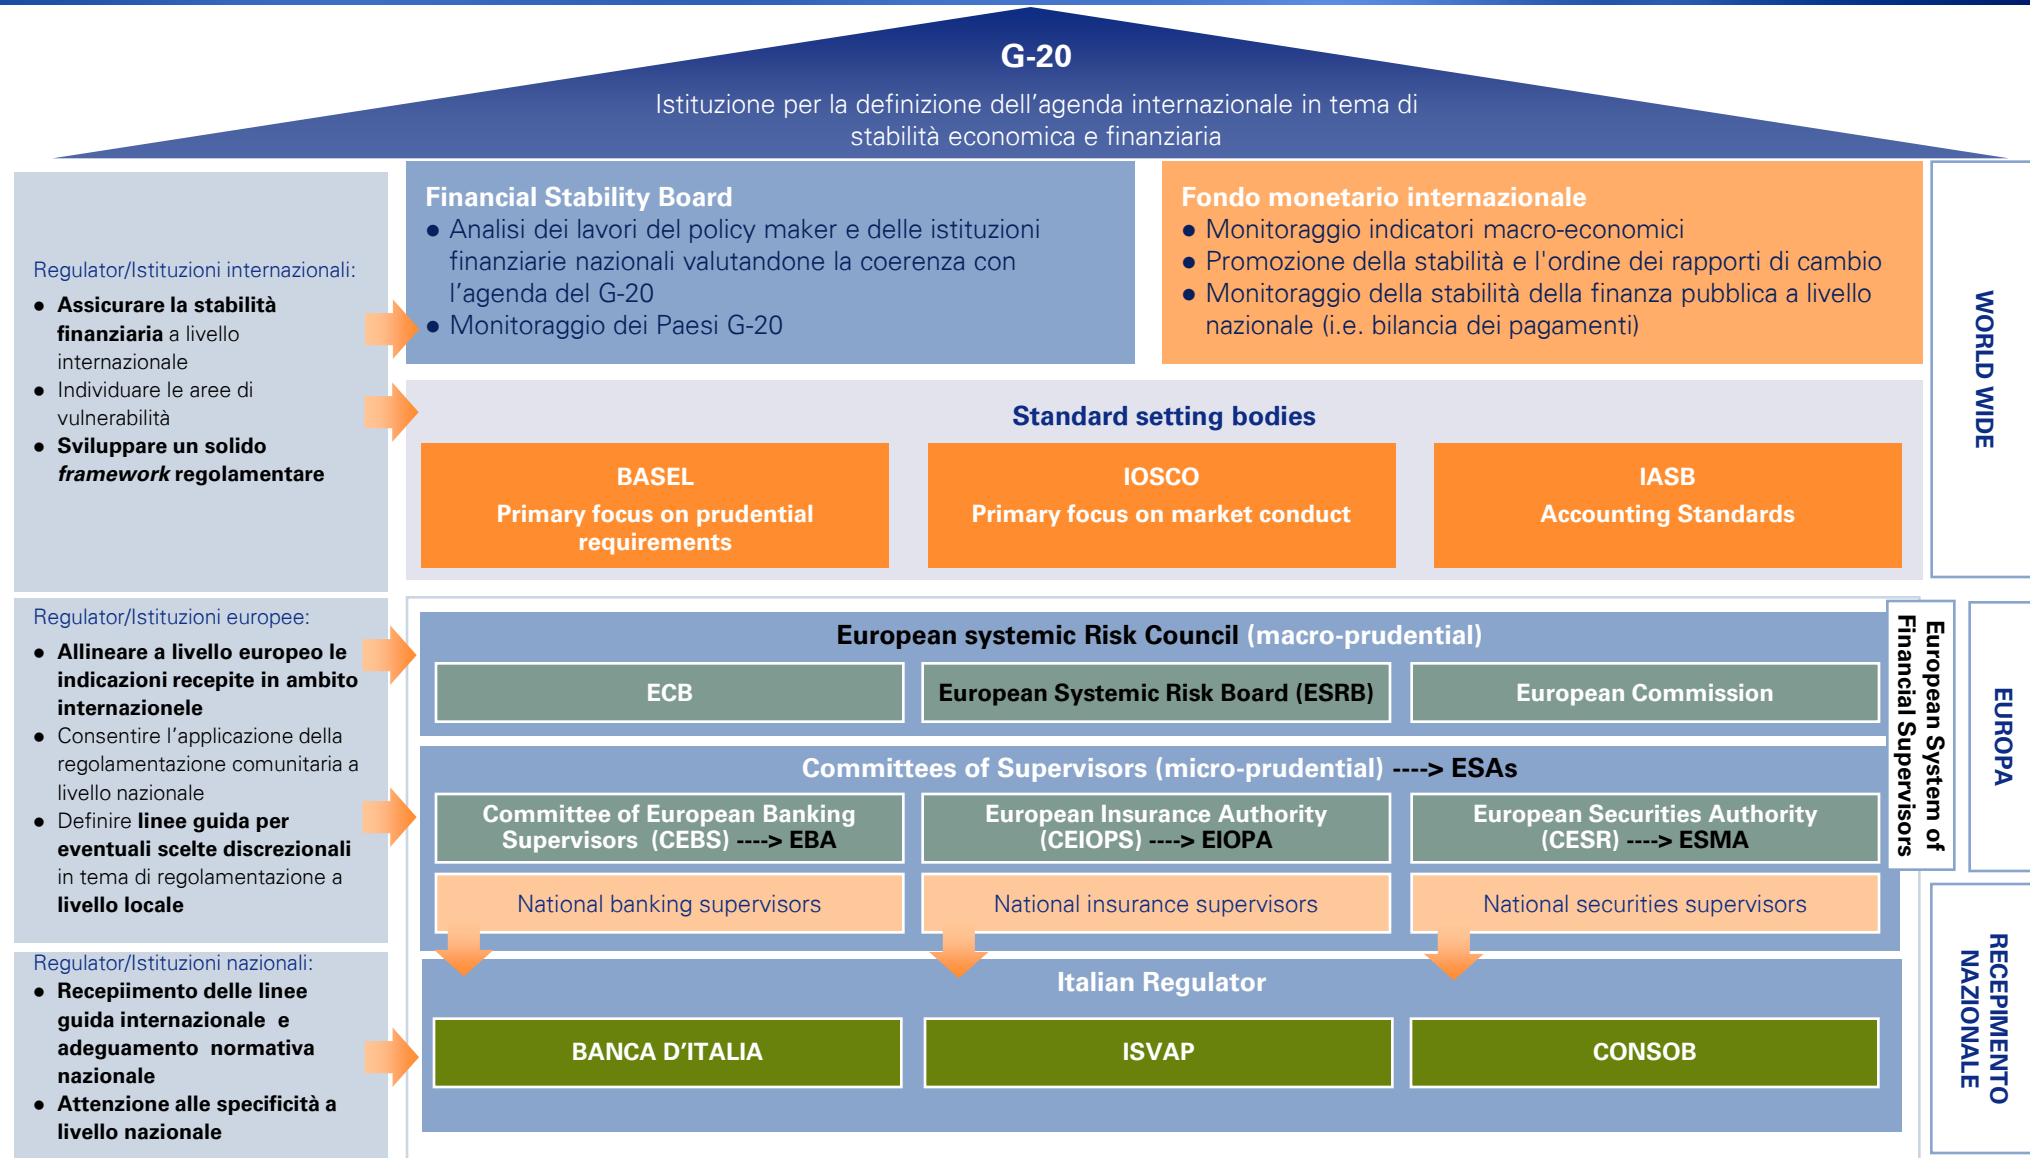 G-20
Istituzione per la definizione dell'agenda internazionale in tema di
stabilità economica e finanziaria
Regulator/Istituzioni internazionali:
● Assicurare la stabilità
finanziaria a livello
internazionale
● Individuare le aree di
vulnerabilità
● Sviluppare un solido
framework regolamentare
Financial Stability Board
● Analisi dei lavori del policy maker e delle istituzioni
finanziarie nazionali valutandone la coerenza con
l'agenda del G-20
● Monitoraggio dei Paesi G-20
Fondo monetario internazionale
● Monitoraggio indicatori macro-economici
● Promozione della stabilità e l'ordine dei rapporti di cambio
● Monitoraggio della stabilità della finanza pubblica a livello
nazionale (i.e. bilancia dei pagamenti)
WORLD WIDE
Standard setting bodies
BASEL
Primary focus on prudential
requirements
IOSCO
Primary focus on market conduct
IASB
Accounting Standards
Regulator/Istituzioni europee:
● Allineare a livello europeo le
indicazioni recepite in ambito
internazionele
● Consentire l'applicazione della
regolamentazione comunitaria a
livello nazionale
● Definire linee guida per
eventuali scelte discrezionali
in tema di regolamentazione a
livello locale
European systemic Risk Council (macro-prudential)
ECB
European Systemic Risk Board (ESRB)
European Commission
Committees of Supervisors (micro-prudential) ----> ESAs
Committee of European Banking
Supervisors (CEBS) ----> EBA
European Insurance Authority
(CEIOPS) ----> EIOPA
European Securities Authority
(CESR) ----> ESMA
National banking supervisors
National insurance supervisors
National securities supervisors
European System of
Financial Supervisors
EUROPA
Regulator/Istituzioni nazionali:
● Recepiimento delle linee
guida internazionale e
adeguamento normativa
nazionale
● Attenzione alle specificità a
livello nazionale
Italian Regulator
BANCA D'ITALIA
ISVAP
CONSOB
RECEPIMENTO
NAZIONALE